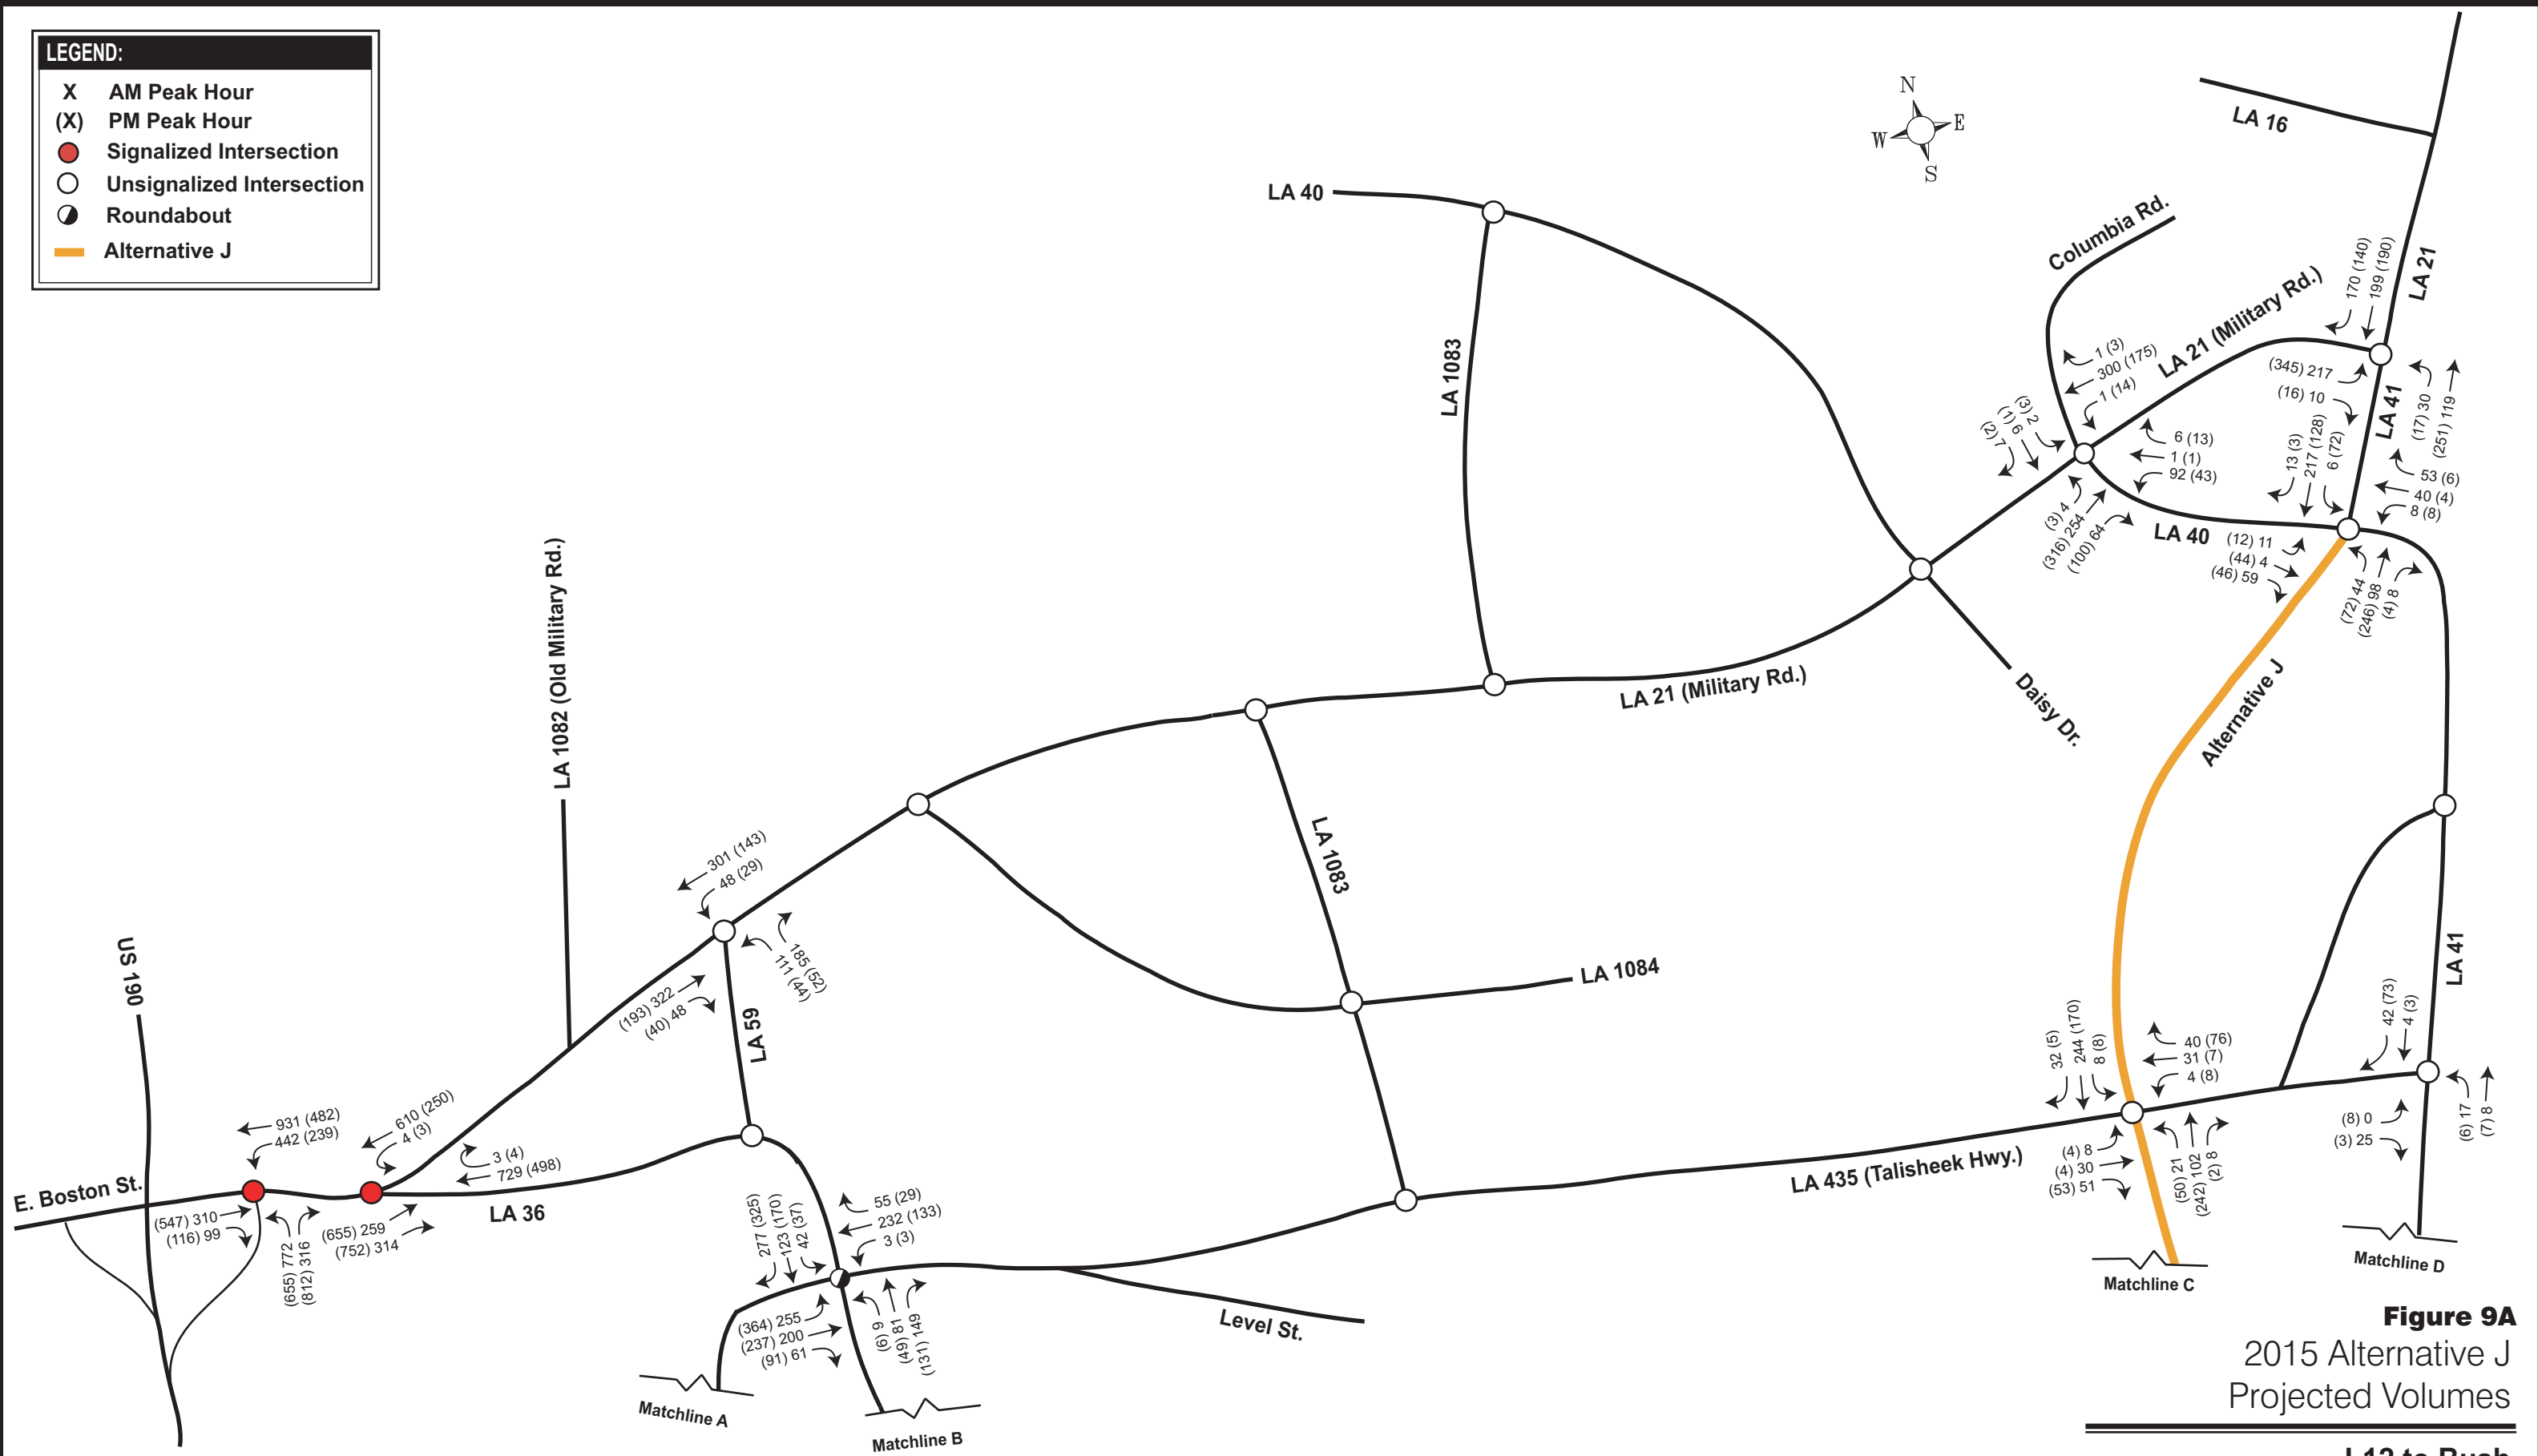 LEGEND:
X AM Peak Hour
(X) PM Peak Hour
Signalized Intersection
Unsignalized Intersection
Roundabout
Alternative J
N
W E
S
LA 16
LA 40
Columbia Rd.
LA 21
LA 21 (Military Rd.)
LA 1083
170 (140)
199 (190)
(345) 217
(16) 10
LA 41
(17) 30
(251) 119
1 (3)
300 (175)
1 (14)
(3) 2
(1) 6
(2) 7
6 (13)
1 (1)
92 (43)
(3) 4
(316) 254
(100) 64
13 (3)
217 (128)
6 (72)
53 (6)
40 (4)
8 (8)
LA 40
(12) 11
(44) 4
(46) 59
(72) 44
(246) 98
(4) 8
LA 1082 (Old Military Rd.)
LA 21 (Military Rd.)
Daisy Dr.
Alternative J
LA 1083
301 (143)
48 (29)
185 (52)
111 (44)
(193) 322
(40) 48
LA 59
LA 1084
US 190
LA 41
42 (73)
4 (3)
32 (5)
244 (170)
8 (8)
40 (76)
31 (7)
4 (8)
(8) 0
(3) 25
(6) 17
(7) 8
(4) 8
(4) 30
(53) 51
(50) 21
(242) 102
(2) 8
LA 435 (Talisheek Hwy.)
931 (482)
442 (239)
610 (250)
4 (3)
3 (4)
729 (498)
E. Boston St.
(547) 310
(116) 99
(655) 772
(812) 316
(655) 259
(752) 314
LA 36
277 (325)
123 (170)
42 (37)
55 (29)
232 (133)
3 (3)
(364) 255
(237) 200
(91) 61
(9) 9
(49) 81
(131) 149
Level St.
Matchline A
Matchline B
Matchline C
Matchline D
Figure 9A
2015 Alternative J
Projected Volumes